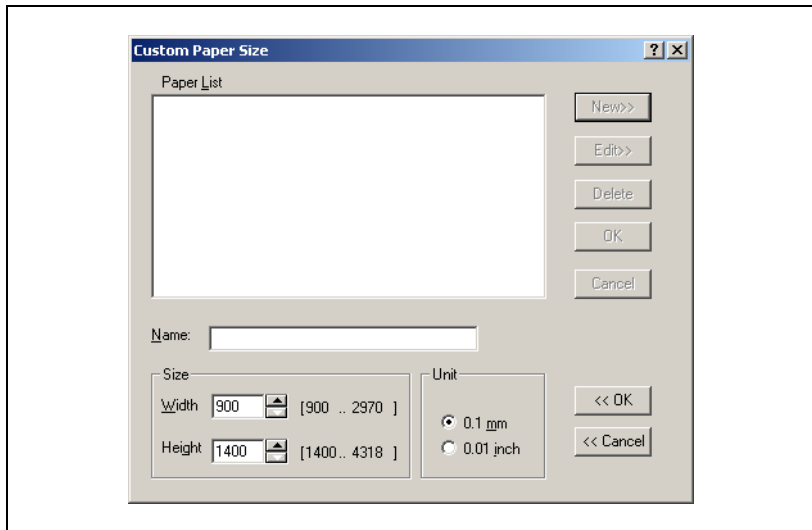 Custom Paper Size
Paper List
New>>
Edit>>
Delete
OK
Cancel
Name:
Size
Width 900 [900 .. 2970 ]
Height 1400 [1400.. 4318 ]
Unit
0.1 mm
0.01 inch
<< OK
<< Cancel